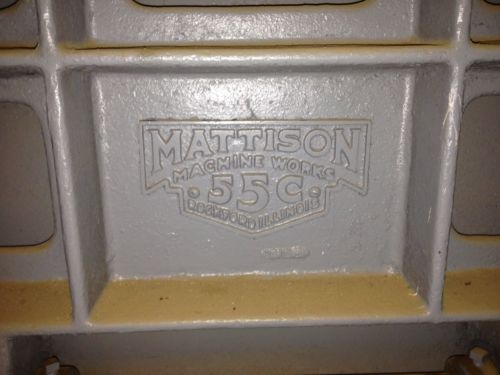 MATTISON
MACHINE WORKS
·55C·
ROCKFORD ILLINOIS